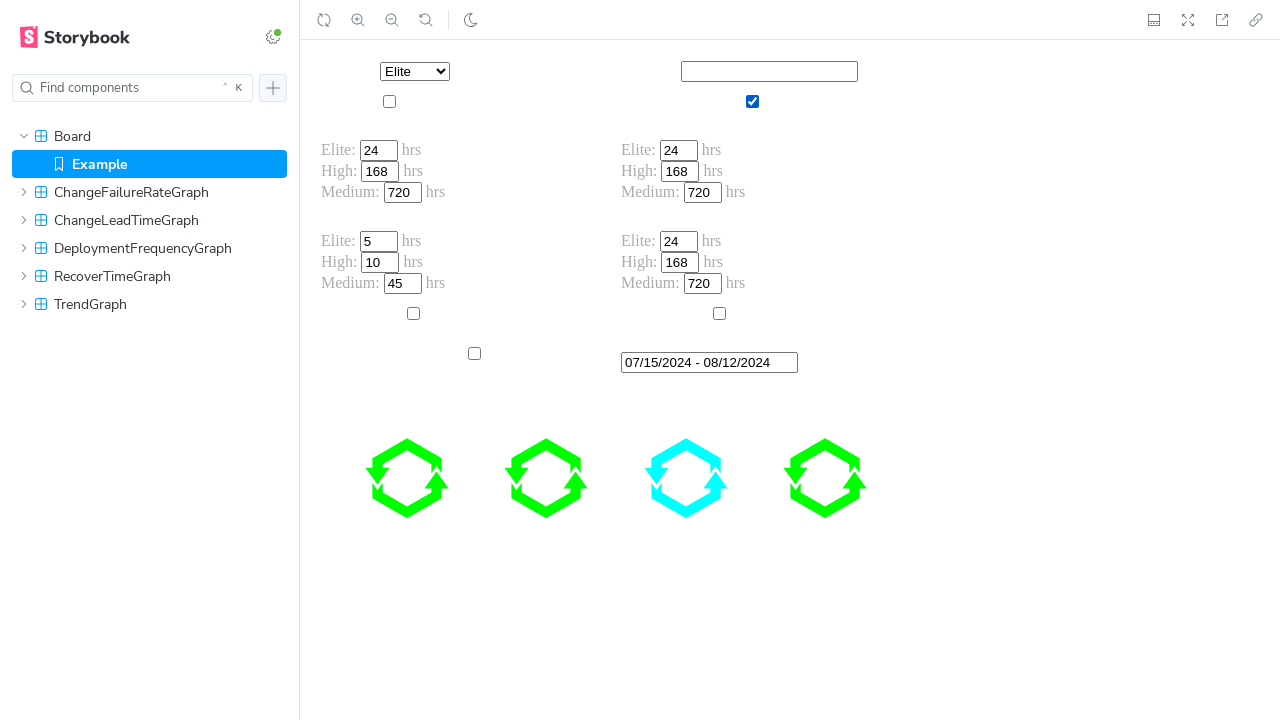 Storybook
Find components
^ K
Board
Example
ChangeFailureRateGraph
ChangeLeadTimeGraph
DeploymentFrequencyGraph
RecoverTimeGraph
TrendGraph
Elite
Elite: 24 hrs
High: 168 hrs
Medium: 720 hrs
Elite: 24 hrs
High: 168 hrs
Medium: 720 hrs
Elite: 5 hrs
High: 10 hrs
Medium: 45 hrs
Elite: 24 hrs
High: 168 hrs
Medium: 720 hrs
07/15/2024 - 08/12/2024